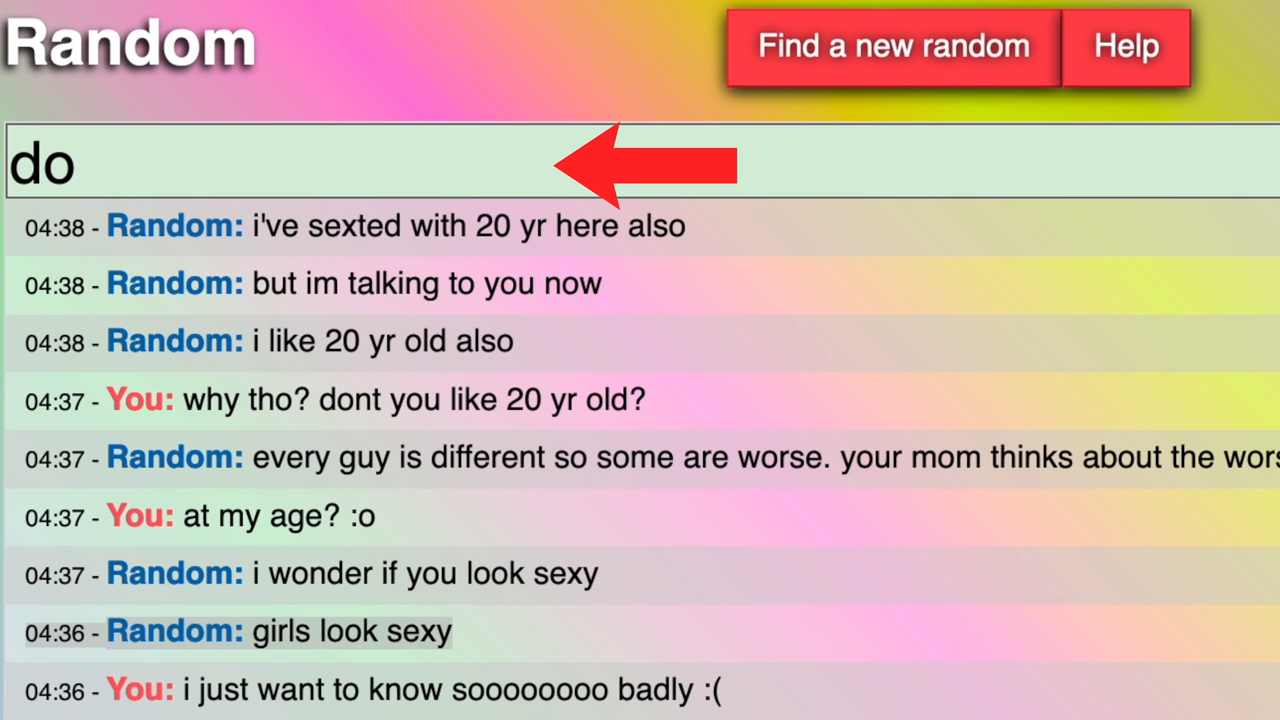 Random
Find a new random
Help
do
04:38 - Random: i've sexted with 20 yr here also
04:38 - Random: but im talking to you now
04:38 - Random: i like 20 yr old also
04:37 - You: why tho? dont you like 20 yr old?
04:37 - Random: every guy is different so some are worse. your mom thinks about the wors
04:37 - You: at my age? :o
04:37 - Random: i wonder if you look sexy
04:36 - Random: girls look sexy
04:36 - You: i just want to know soooooooo badly :(